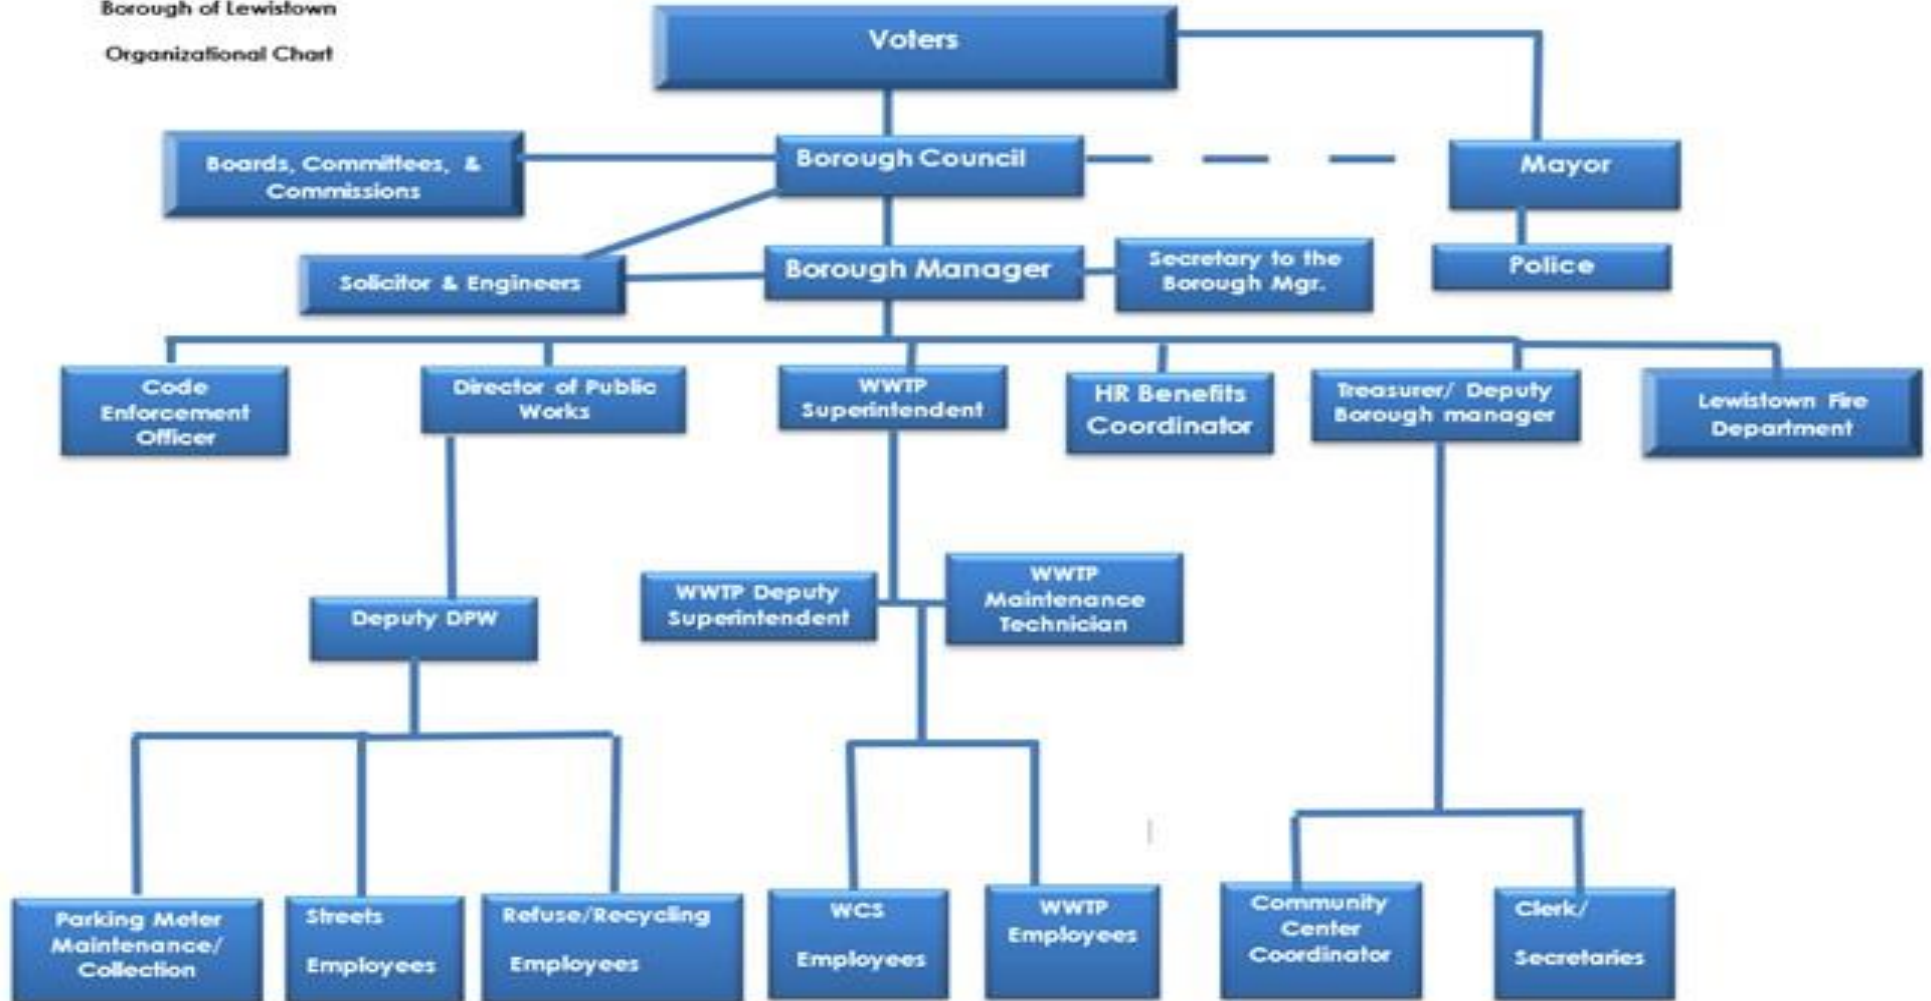 Borough of Lewistown
Organizational Chart
Voters
Boards, Committees, &
Commissions
Borough Council
Mayor
Solicitor & Engineers
Borough Manager
Secretary to the
Borough Mgr.
Police
Code
Enforcement
Officer
Director of Public
Works
WWTP
Superintendent
HR Benefits
Coordinator
Treasurer/ Deputy
Borough manager
Lewistown Fire
Department
Deputy DPW
WWTP Deputy
Superintendent
WWTP
Maintenance
Technician
Parking Meter
Maintenance/
Collection
Streets
Employees
Refuse/Recycling
Employees
WCS
Employees
WWTP
Employees
Community
Center
Coordinator
Clerk/
Secretaries